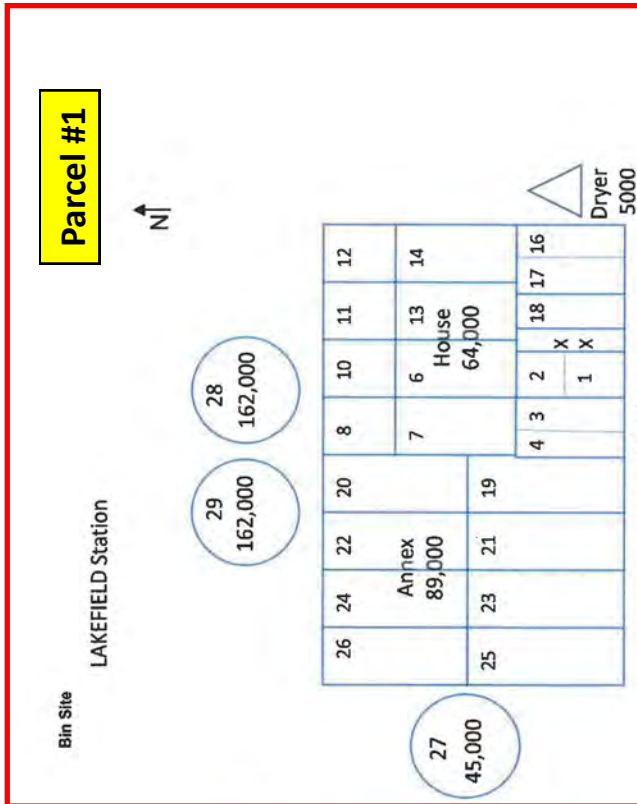 Parcel #1
Bin Site
LAKEFIELD Station
N
29
162,000
28
162,000
26 24 22 20 8 10 11 12
7 6 13 14
House
64,000
Annex
89,000
27
45,000
25 23 21 19
4 3 2 X 18 17 16
1 X
Dryer
5000